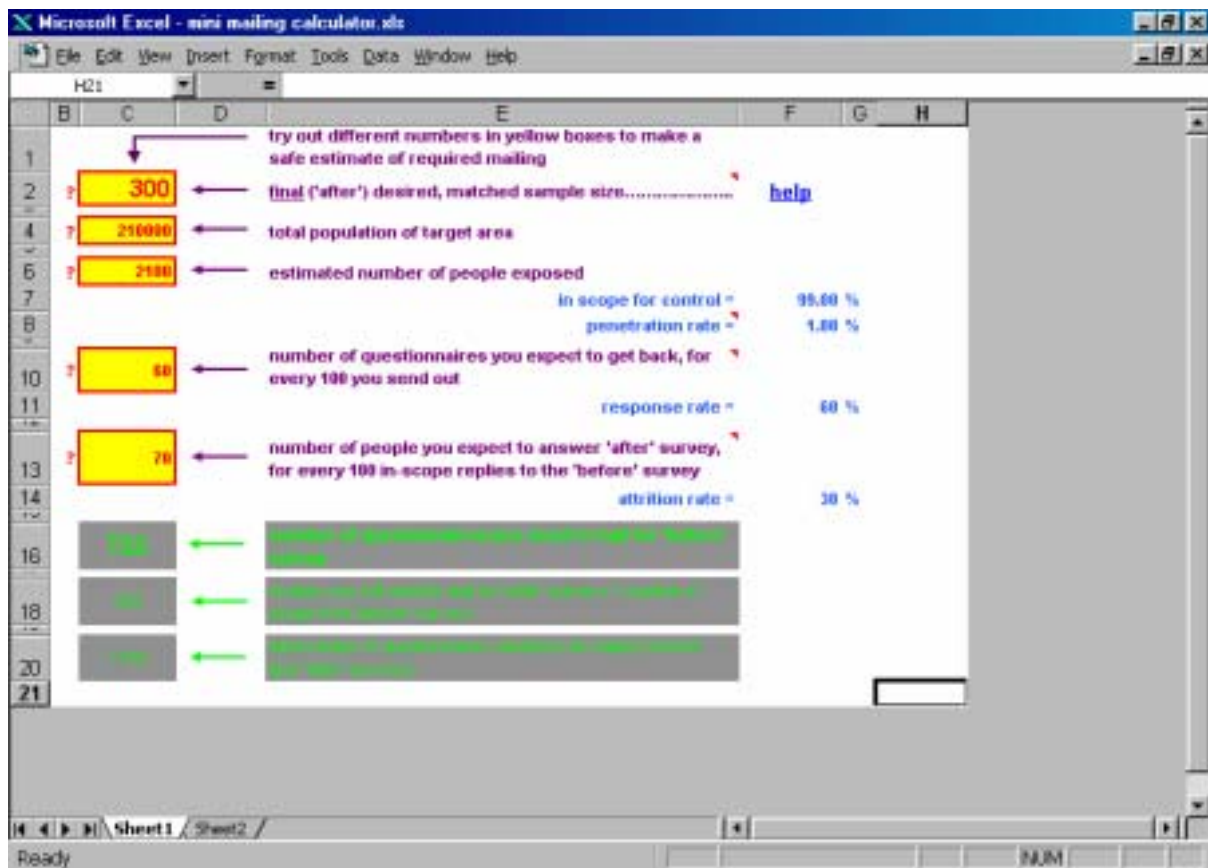 Microsoft Excel - mini mailing calculator.xls
File Edit View Insert Format Tools Data Window Help
H21 =
B C D E F G H
1 try out different numbers in yellow boxes to make a
safe estimate of required mailing
2 ? 300 final ('after') desired, matched sample size..................... help
4 ? 210000 total population of target area
6 ? 2100 estimated number of people exposed
7 in scope for control = 99.00 %
8 penetration rate = 1.00 %
number of questionnaires you expect to get back, for
10 ? 60 every 100 you send out
11 response rate = 60 %
number of people you expect to answer 'after' survey,
13 ? 70 for every 100 in-scope replies to the 'before' survey
14 attrition rate = 30 %
16
18
20
21
Sheet1 Sheet2
Ready NUM